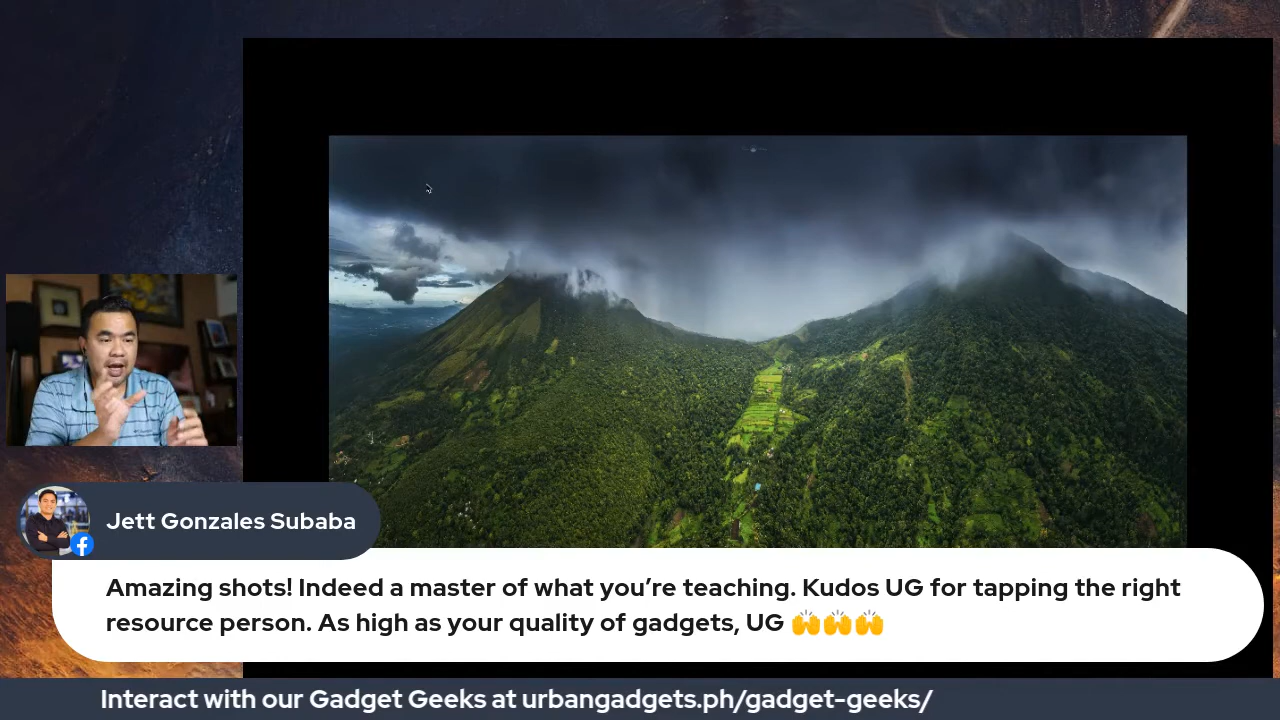 Jett Gonzales Subaba
Amazing shots! Indeed a master of what you’re teaching. Kudos UG for tapping the right
resource person. As high as your quality of gadgets, UG 🙌🙌🙌
Interact with our Gadget Geeks at urbangadgets.ph/gadget-geeks/